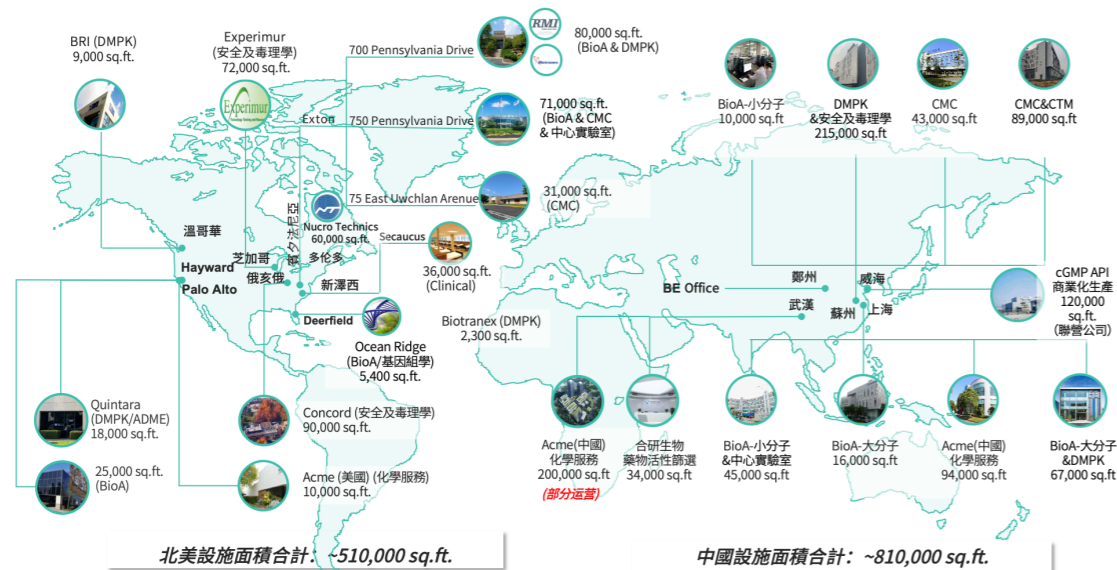 BRI (DMPK)
9,000 sq.ft.
Experimur
(安全及毒理學)
72,000 sq.ft.
Experimur
700 Pennsylvania Drive
RMI
80,000 sq.ft.
(BioA & DMPK)
Exton
750 Pennsylvania Drive
71,000 sq.ft.
(BioA & CMC
& 中心實驗室)
75 East Uwchlan Arenue
31,000 sq.ft.
(CMC)
BioA-小分子
10,000 sq.ft
DMPK
&安全及毒理學
215,000 sq.ft
CMC
43,000 sq.ft
CMC&CTM
89,000 sq.ft
賓夕法尼亞
NT
Nucro Technics
60,000 sq.ft.
Secaucus
36,000 sq.ft.
(Clinical)
溫哥華
芝加哥
多伦多
Hayward
俄亥俄
新澤西
Palo Alto
Deerfield
Ocean Ridge
(BioA/基因組學)
5,400 sq.ft.
Biotranex (DMPK)
2,300 sq.ft.
BE Office
鄭州
威海
武漢
蘇州
上海
cGMP API
商業化生產
120,000
sq.ft.
(聯營公司)
Quintara
(DMPK/ADME)
18,000 sq.ft.
25,000 sq.ft.
(BioA)
Concord (安全及毒理學)
90,000 sq.ft.
Acme (美國) (化學服務)
10,000 sq.ft.
Acme(中國)
化學服務
200,000 sq.ft
(部分运营)
合研生物
藥物活性篩選
34,000 sq.ft
BioA-小分子
&中心實驗室
45,000 sq.ft
BioA-大分子
16,000 sq.ft
Acme(中國)
化學服務
94,000 sq.ft
BioA-大分子
&DMPK
67,000 sq.ft
北美設施面積合計：~510,000 sq.ft.
中國設施面積合計：~810,000 sq.ft.